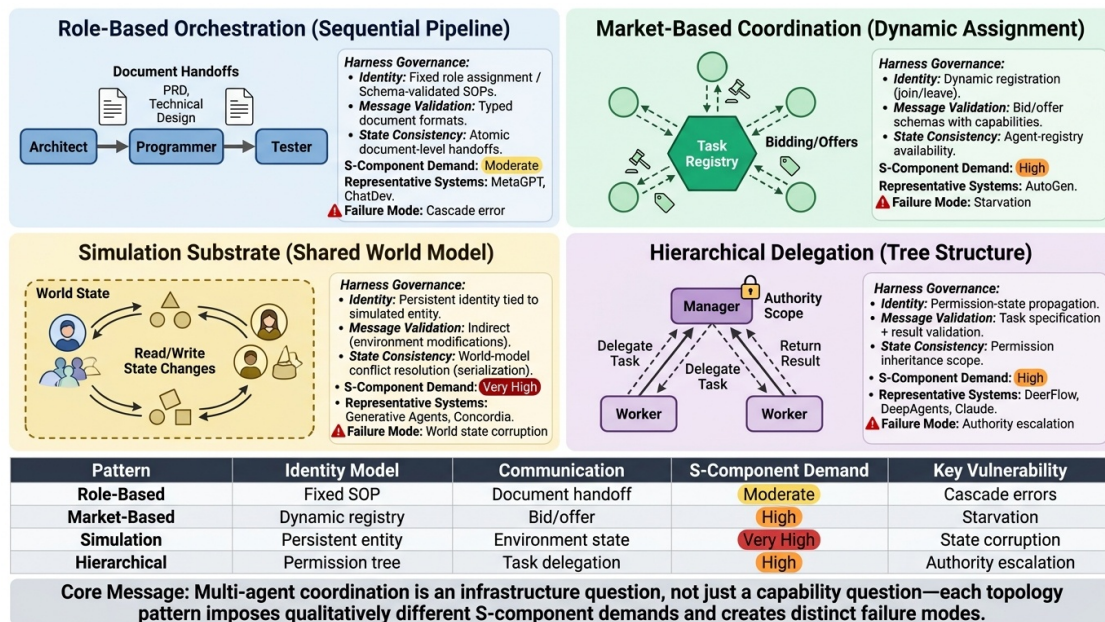 Role-Based Orchestration (Sequential Pipeline)
Document Handoffs
PRD,
Technical
Design
Architect
Programmer
Tester
Harness Governance:
• Identity: Fixed role assignment /
Schema-validated SOPs.
• Message Validation: Typed
document formats.
• State Consistency: Atomic
document-level handoffs.
S-Component Demand: Moderate
Representative Systems: MetaGPT,
ChatDev.
Failure Mode: Cascade error
Market-Based Coordination (Dynamic Assignment)
Task
Registry
Bidding/Offers
Harness Governance:
• Identity: Dynamic registration
(join/leave).
• Message Validation: Bid/offer
schemas with capabilities.
• State Consistency: Agent-registry
availability.
S-Component Demand: High
Representative Systems: AutoGen.
Failure Mode: Starvation
Simulation Substrate (Shared World Model)
World State
Read/Write
State Changes
Harness Governance:
• Identity: Persistent identity tied to
simulated entity.
• Message Validation: Indirect
(environment modifications).
• State Consistency: World-model
conflict resolution (serialization).
• S-Component Demand: Very High
• Representative Systems:
Generative Agents, Concordia.
Failure Mode: World state corruption
Hierarchical Delegation (Tree Structure)
Manager
Authority
Scope
Delegate
Task
Delegate
Task
Return
Result
Worker
Worker
Harness Governance:
• Identity: Permission-state propagation.
• Message Validation: Task specification
+ result validation.
• State Consistency: Permission
inheritance scope.
• S-Component Demand: High
• Representative Systems: DeerFlow,
DeepAgents, Claude.
Failure Mode: Authority escalation
Pattern Identity Model Communication S-Component Demand Key Vulnerability
Role-Based Fixed SOP Document handoff Moderate Cascade errors
Market-Based Dynamic registry Bid/offer High Starvation
Simulation Persistent entity Environment state Very High State corruption
Hierarchical Permission tree Task delegation High Authority escalation
Core Message: Multi-agent coordination is an infrastructure question, not just a capability question—each topology
pattern imposes qualitatively different S-component demands and creates distinct failure modes.